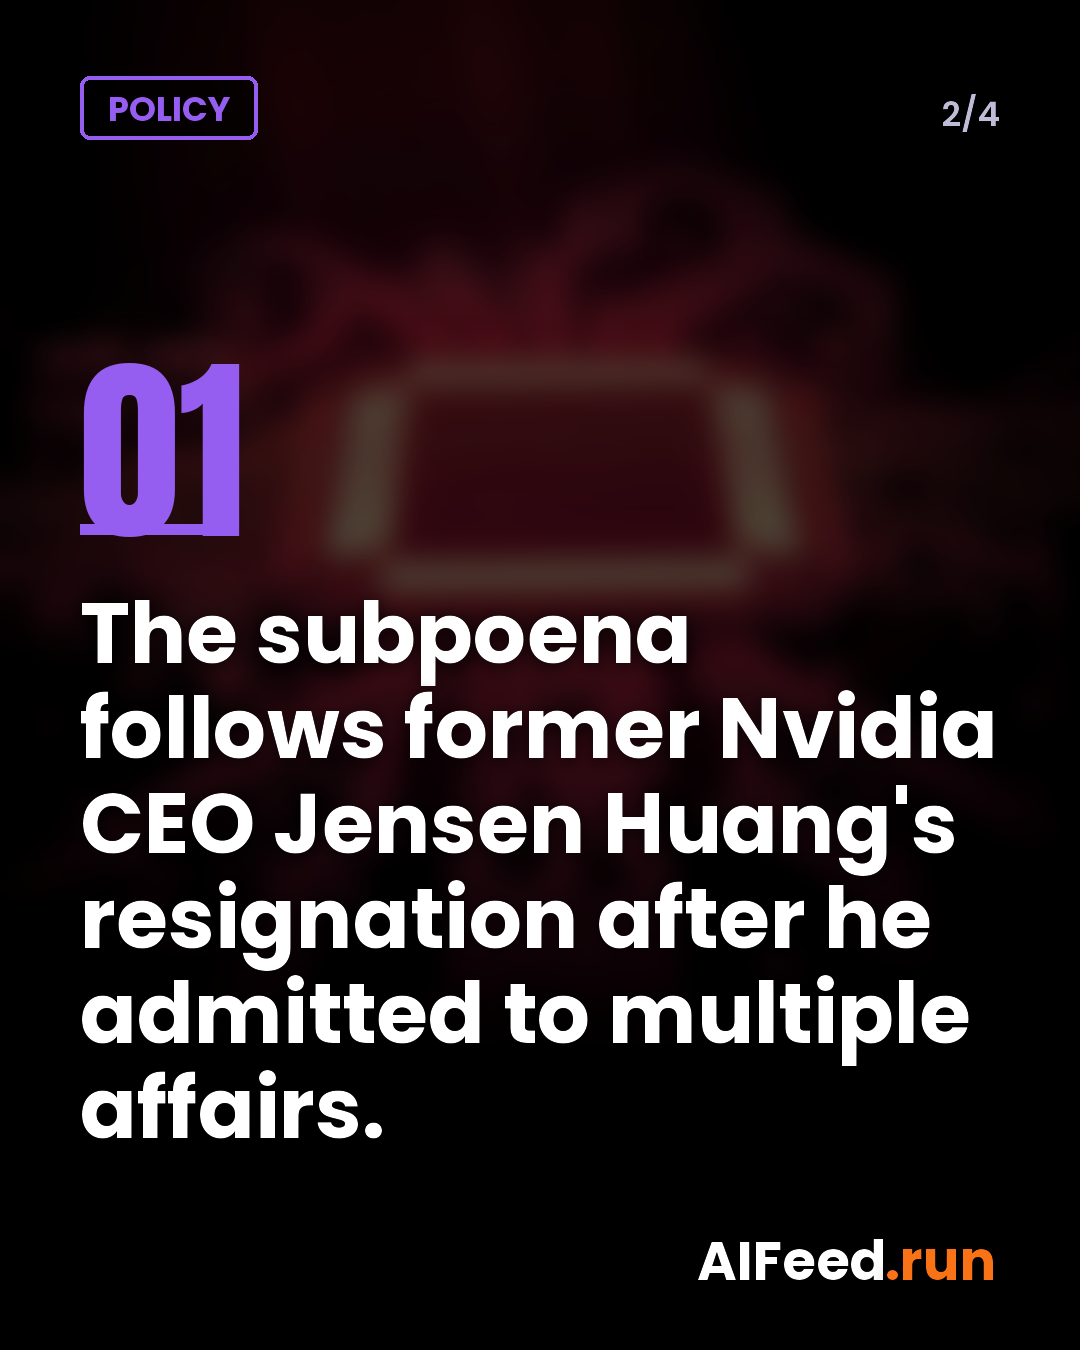 POLICY
2/4
01
The subpoena
follows former Nvidia
CEO Jensen Huang's
resignation after he
admitted to multiple
affairs.
AIFeed.run